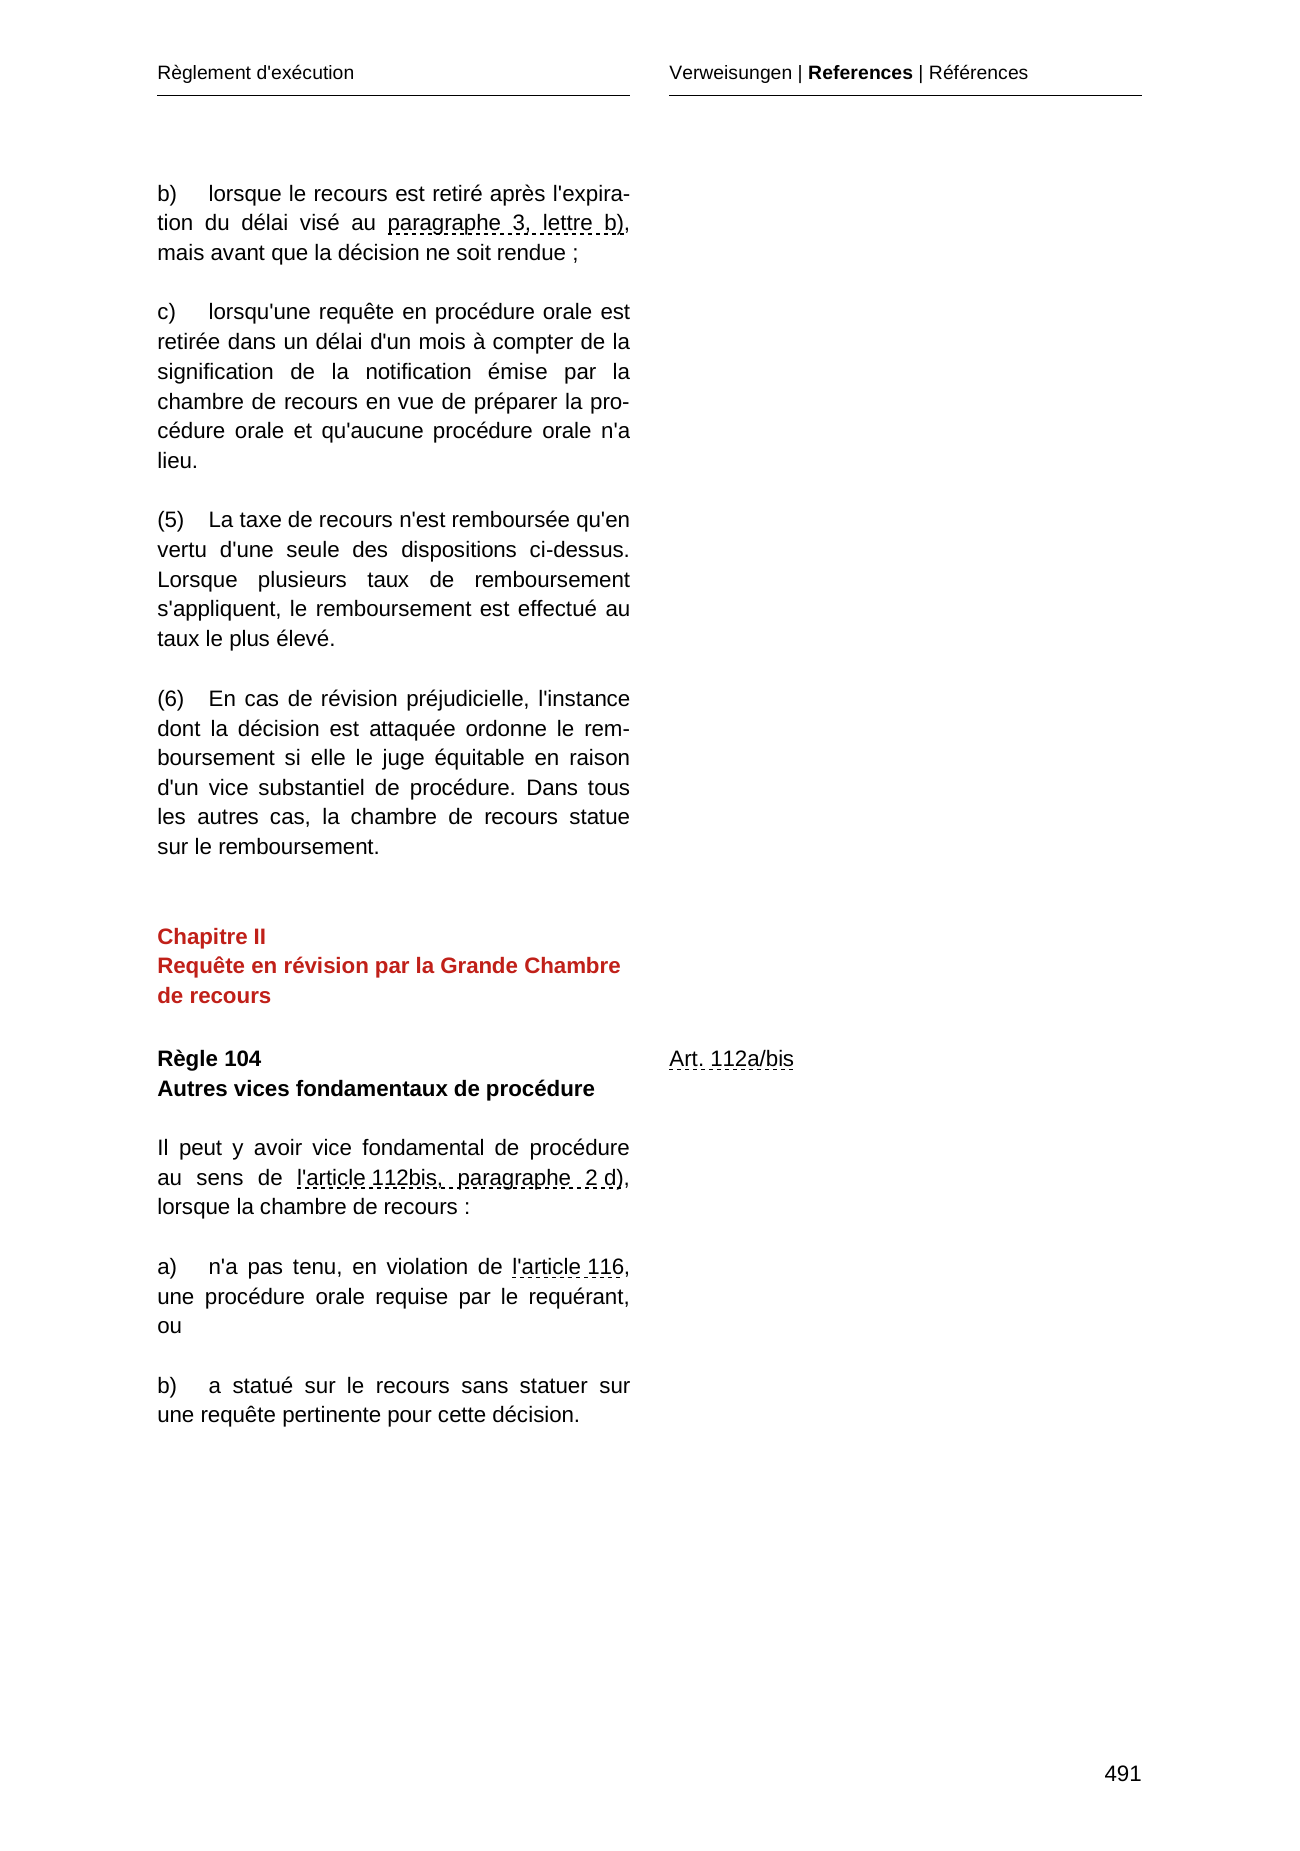 Règlement d'exécution
Verweisungen | References | Références
b) lorsque le recours est retiré après l'expira-
tion du délai visé au paragraphe 3, lettre b),
mais avant que la décision ne soit rendue ;
c) lorsqu'une requête en procédure orale est
retirée dans un délai d'un mois à compter de la
signification de la notification émise par la
chambre de recours en vue de préparer la pro-
cédure orale et qu'aucune procédure orale n'a
lieu.
(5) La taxe de recours n'est remboursée qu'en
vertu d'une seule des dispositions ci-dessus.
Lorsque plusieurs taux de remboursement
s'appliquent, le remboursement est effectué au
taux le plus élevé.
(6) En cas de révision préjudicielle, l'instance
dont la décision est attaquée ordonne le rem-
boursement si elle le juge équitable en raison
d'un vice substantiel de procédure. Dans tous
les autres cas, la chambre de recours statue
sur le remboursement.
Chapitre II
Requête en révision par la Grande Chambre
de recours
Règle 104
Autres vices fondamentaux de procédure
Art. 112a/bis
Il peut y avoir vice fondamental de procédure
au sens de l'article 112bis, paragraphe 2 d),
lorsque la chambre de recours :
a) n'a pas tenu, en violation de l'article 116,
une procédure orale requise par le requérant,
ou
b) a statué sur le recours sans statuer sur
une requête pertinente pour cette décision.
491